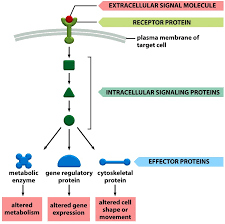 EXTRACELLULAR SIGNAL MOLECULE
RECEPTOR PROTEIN
plasma membrane of
target cell
INTRACELLULAR SIGNALING PROTEINS
EFFECTOR PROTEINS
metabolic
enzyme
gene regulatory
protein
cytoskeletal
protein
altered
metabolism
altered gene
expression
altered cell
shape or
movement